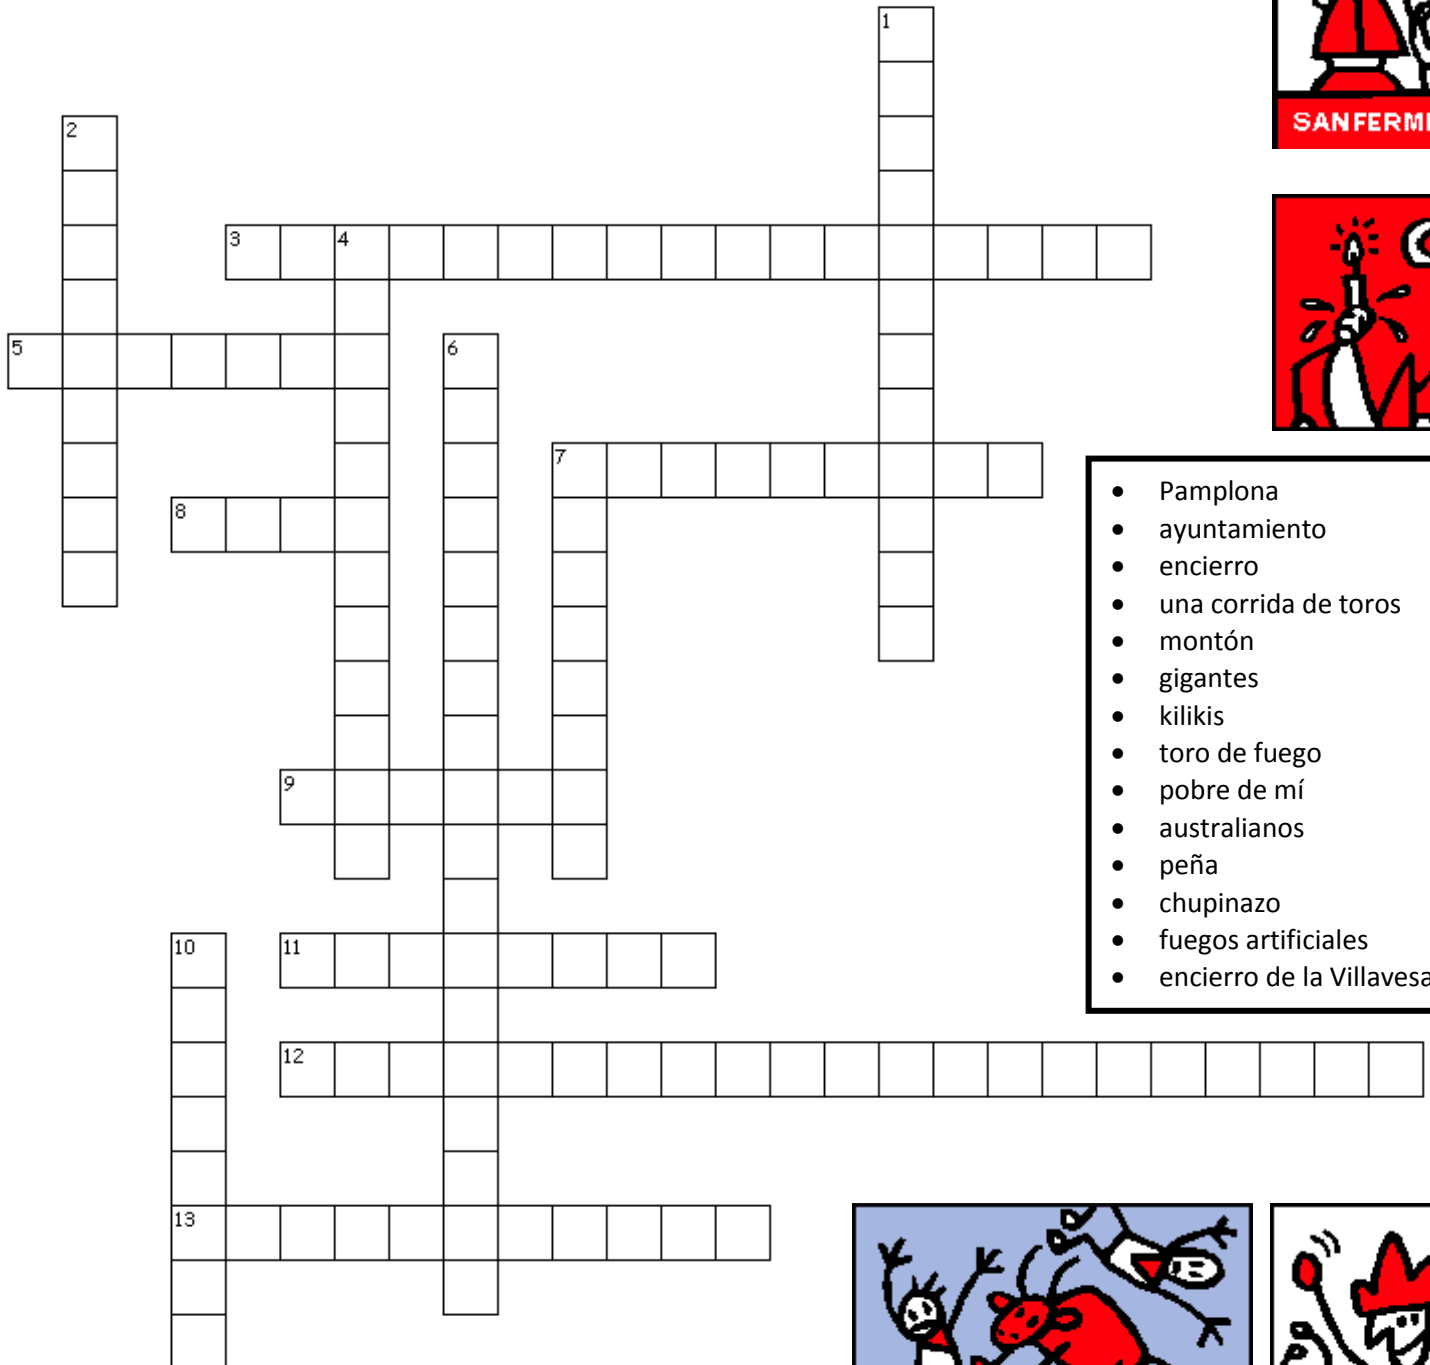 1
2
SANFERM
3 4
5 6
7
8
9
10 11
12
13
• Pamplona
• ayuntamiento
• encierro
• una corrida de toros
• montón
• gigantes
• kilikis
• toro de fuego
• pobre de mí
• australianos
• peña
• chupinazo
• fuegos artificiales
• encierro de la Villavesa